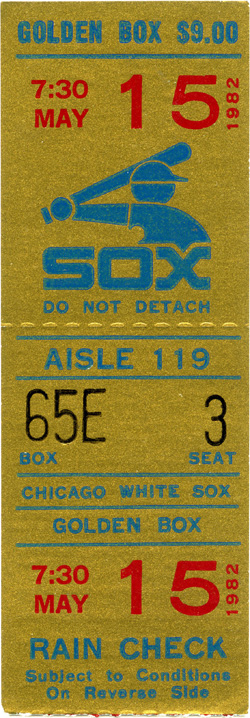 GOLDEN BOX $9.00
7:30 MAY 15 1982
SOX
DO NOT DETACH
AISLE 119
65E 3
BOX SEAT
CHICAGO WHITE SOX
GOLDEN BOX
7:30 MAY 15 1982
RAIN CHECK
Subject to Conditions
On Reverse Side